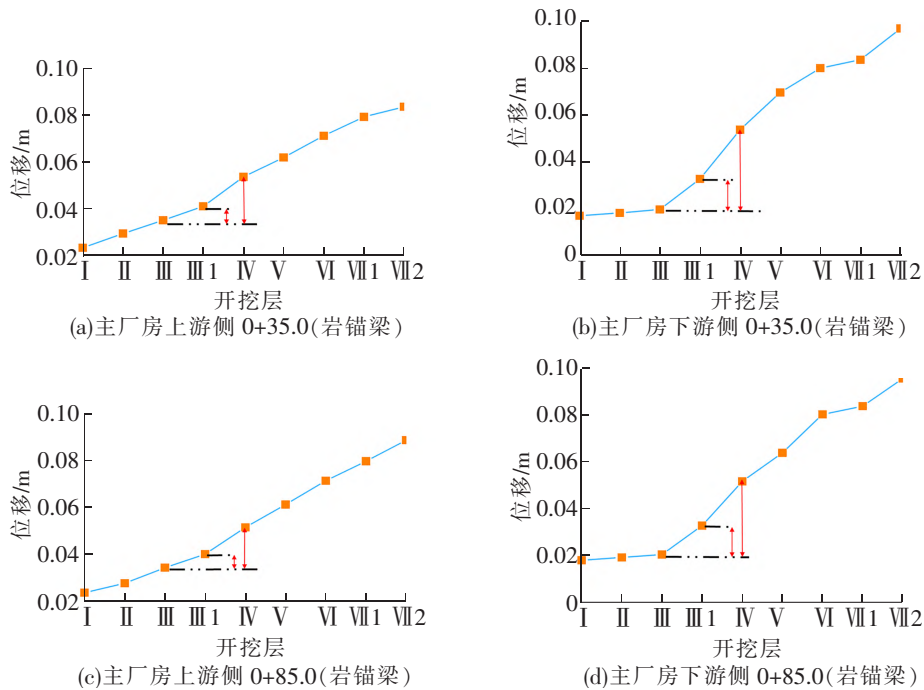 位移/m
0.10
0.08
0.06
0.04
0.02
Ⅰ Ⅱ Ⅲ Ⅲ1 Ⅳ Ⅴ Ⅵ Ⅶ1 Ⅶ2
开挖层
(a)主厂房上游侧 0+35.0(岩锚梁)
位移/m
0.10
0.08
0.06
0.04
0.02
0
Ⅰ Ⅱ Ⅲ Ⅲ1 Ⅳ Ⅴ Ⅵ Ⅶ1 Ⅶ2
开挖层
(b)主厂房下游侧 0+35.0(岩锚梁)
位移/m
0.10
0.08
0.06
0.04
0.02
Ⅰ Ⅱ Ⅲ Ⅲ1 Ⅳ Ⅴ Ⅵ Ⅶ1 Ⅶ2
开挖层
(c)主厂房上游侧 0+85.0(岩锚梁)
位移/m
0.10
0.08
0.06
0.04
0.02
0
Ⅰ Ⅱ Ⅲ Ⅲ1 Ⅳ Ⅴ Ⅵ Ⅶ1 Ⅶ2
开挖层
(d)主厂房下游侧 0+85.0(岩锚梁)